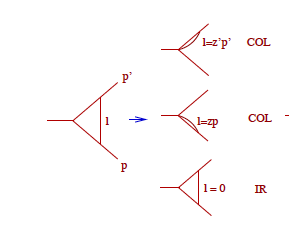 l=z'p' COL
p'
l
l=zp COL
p
l = 0 IR